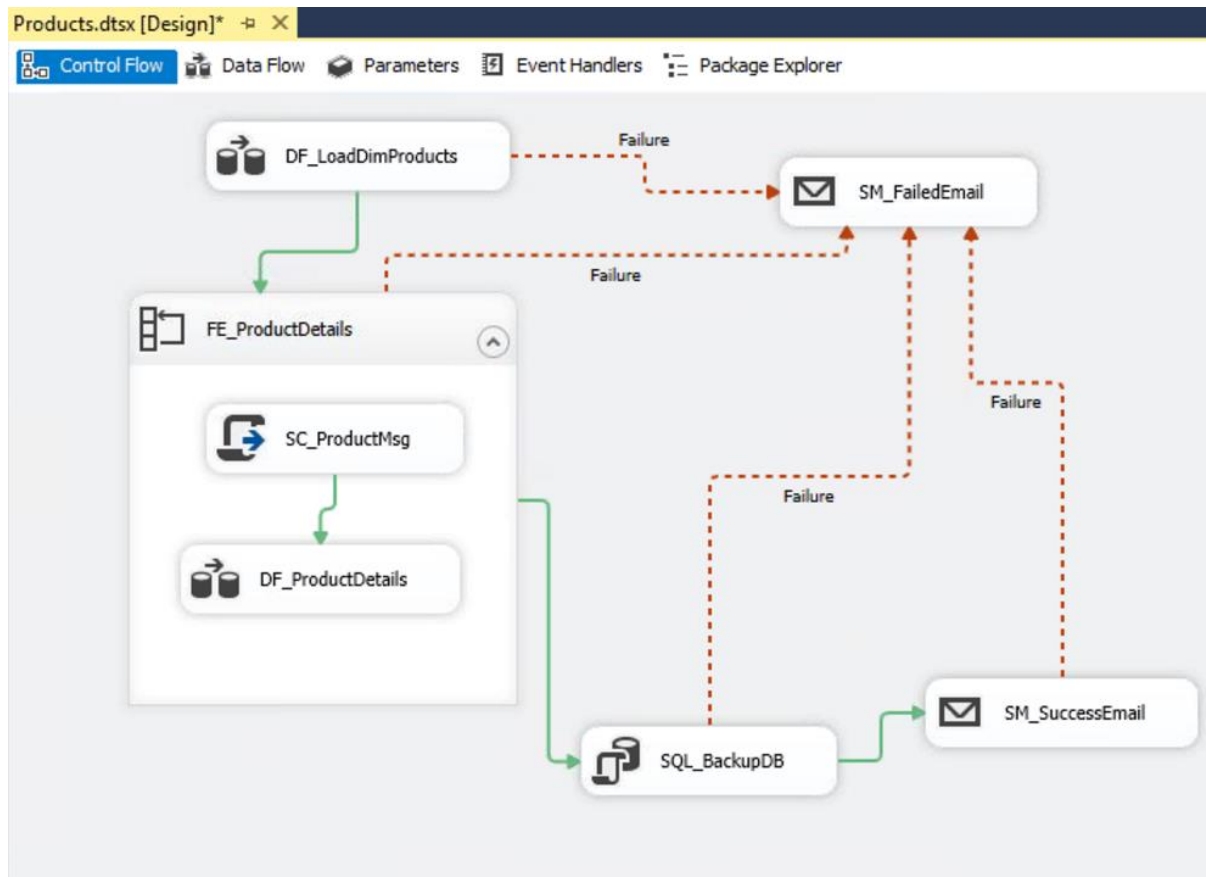 Products.dtsx [Design]*
Control Flow Data Flow Parameters Event Handlers Package Explorer
DF_LoadDimProducts
Failure
SM_FailedEmail
Failure
FE_ProductDetails
SC_ProductMsg
Failure
Failure
DF_ProductDetails
SM_SuccessEmail
SQL_BackupDB